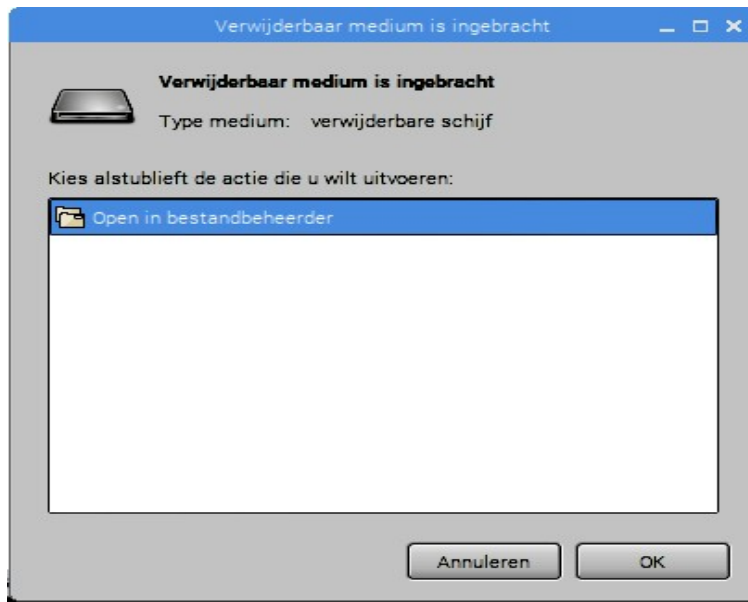 Verwijderbaar medium is ingebracht
Verwijderbaar medium is ingebracht
Type medium: verwijderbare schijf
Kies alstublieft de actie die u wilt uitvoeren:
Open in bestandbeheerder
Annuleren OK